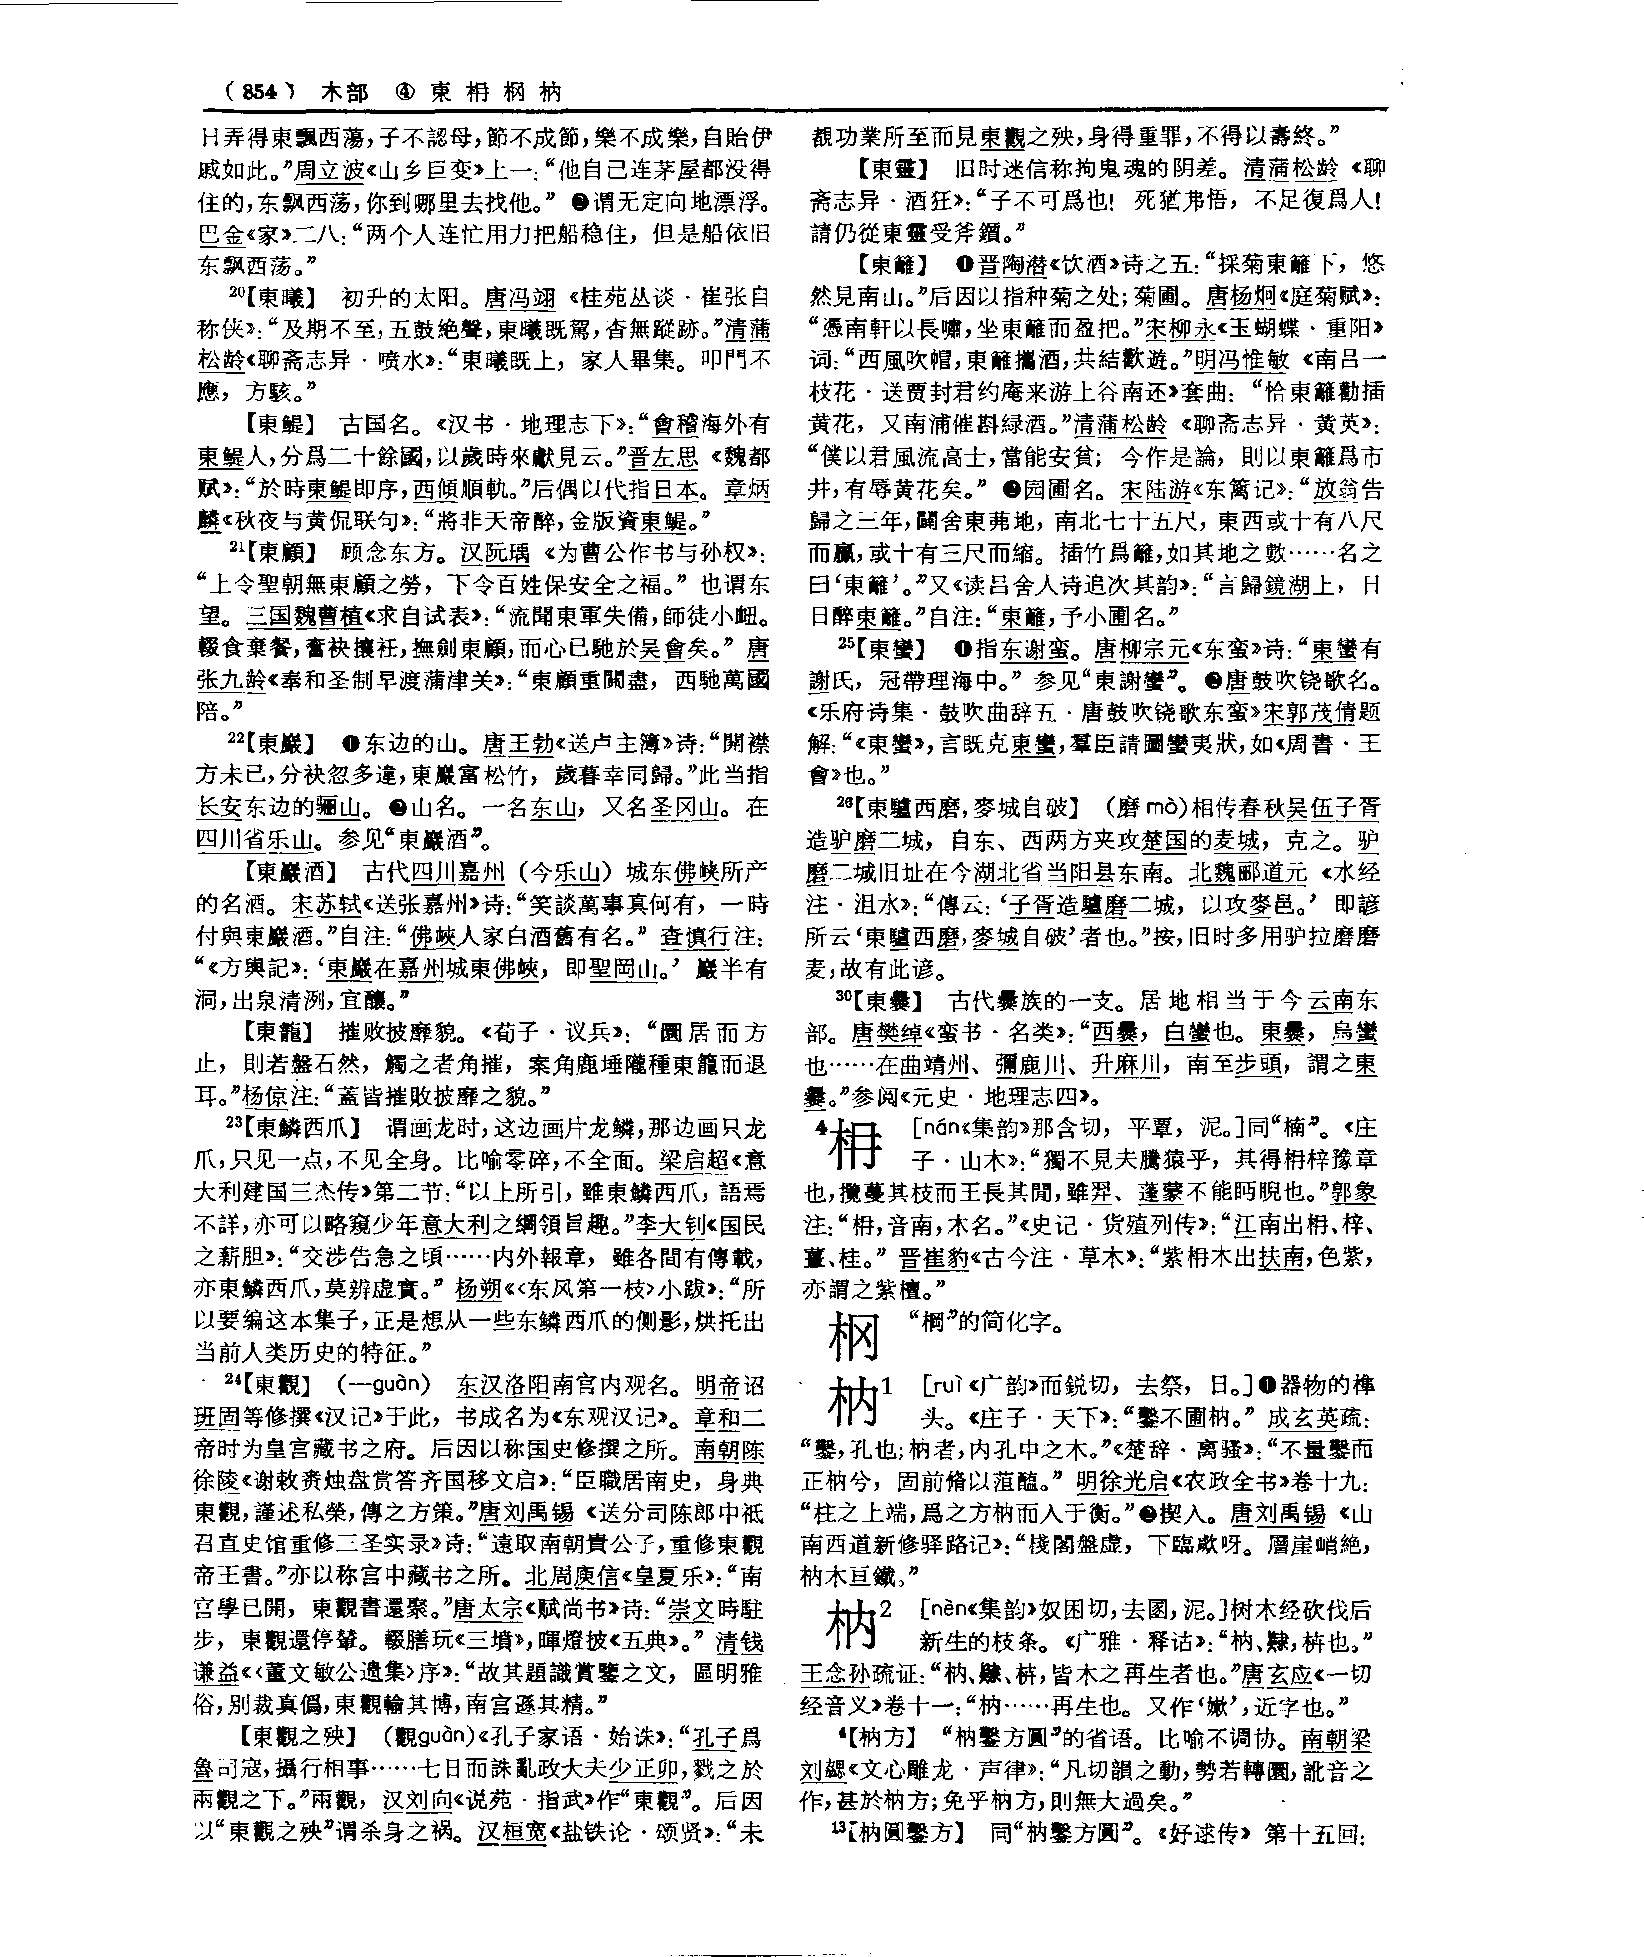 （854） 木部 ④ 東 枏 㭎 枘
日弄得東飄西蕩，子不認母，節不成節，樂不成樂，自貽伊
戚如此。”周立波《山乡巨变》上一：“他自己连茅屋都没得
住的，东飘西荡，你到哪里去找他。” ❷谓无定向地漂浮。
巴金《家》二八：“两个人连忙用力把船稳住，但是船依旧
东飘西荡。”
20【東曦】 初升的太阳。唐冯翊《桂苑丛谈·崔张自
称侠》：“及期不至，五鼓絶聲，東曦既駕，杳無蹤跡。”清蒲
松龄《聊斋志异·喷水》：“東曦既上，家人畢集。叩門不
應，方駭。”
【東鯷】 古国名。《汉书·地理志下》：“會稽海外有
東鯷人，分爲二十餘國，以歲時來獻見云。”晋左思《魏都
赋》：“於時東鯷即序，西傾順軌。”后偶以代指日本。章炳
麟《秋夜与黄侃联句》：“將非天帝醉，金版資東鯷。”
21【東顧】 顾念东方。汉阮瑀《为曹公作书与孙权》：
“上令聖朝無東顧之勞，下令百姓保安全之福。” 也谓东
望。三国魏曹植《求自试表》：“流聞東軍失備，師徒小衄。
輟食棄餐，奮袂攘衽，撫劍東顧，而心已馳於吴會矣。” 唐
张九龄《奉和圣制早渡蒲津关》：“東顧重關盡，西馳萬國
陪。”
22【東巖】 ❶东边的山。唐王勃《送卢主簿》诗：“開襟
方未已，分袂忽多違，東巖富松竹，歲暮幸同歸。”此当指
长安东边的骊山。❷山名。一名东山，又名圣冈山。在
四川省乐山。参见“東巖酒”。
【東巖酒】 古代四川嘉州（今乐山）城东佛峡所产
的名酒。宋苏轼《送张嘉州》诗：“笑談萬事真何有，一時
付與東巖酒。”自注：“佛峽人家白酒舊有名。”查慎行注：
“《方輿記》：‘東巖在嘉州城東佛峽，即聖岡山。’ 巖半有
洞，出泉清洌，宜釀。”
【東籠】 摧败披靡貌。《荀子·议兵》：“圜居而方
止，則若盤石然，觸之者角摧，案角鹿埵隴種東籠而退
耳。”杨倞注：“蓋皆摧敗披靡之貌。”
23【東鱗西爪】 谓画龙时，这边画片龙鳞，那边画只龙
爪，只见一点，不见全身。比喻零碎，不全面。梁启超《意
大利建国三杰传》第二节：“以上所引，雖東鱗西爪，語焉
不詳，亦可以略窺少年意大利之綱領旨趣。”李大钊《国民
之薪胆》：“交涉告急之頃……内外報章，雖各間有傳載，
亦東鱗西爪，莫辨虚實。”杨朔《〈东风第一枝〉小跋》：“所
以要编这本集子，正是想从一些东鳞西爪的侧影，烘托出
当前人类历史的特征。”
24【東觀】 （—guàn） 东汉洛阳南宫内观名。明帝诏
班固等修撰《汉记》于此，书成名为《东观汉记》。章和二
帝时为皇宫藏书之府。后因以称国史修撰之所。南朝陈
徐陵《谢敕赉烛盘赏答齐国移文启》：“臣職居南史，身典
東觀，謹述私榮，傳之方策。”唐刘禹锡《送分司陈郎中祗
召直史馆重修三圣实录》诗：“遠取南朝貴公子，重修東觀
帝王書。”亦以称宫中藏书之所。北周庾信《皇夏乐》：“南
宫學已開，東觀書還聚。”唐太宗《赋尚书》诗：“崇文時駐
步，東觀還停輦。輟膳玩《三墳》，暉燈披《五典》。”清钱
谦益《〈董文敏公遗集〉序》：“故其題識賞鑒之文，區明雅
俗，别裁真僞，東觀輸其博，南宫遜其精。”
【東觀之殃】 （觀guàn）《孔子家语·始诛》：“孔子爲
魯司寇，攝行相事……七日而誅亂政大夫少正卯，戮之於
兩觀之下。”兩觀，汉刘向《说苑·指武》作“東觀”。后因
以“東觀之殃”谓杀身之祸。汉桓宽《盐铁论·颂贤》：“未
覩功業所至而見東觀之殃，身得重罪，不得以壽終。”
【東靈】 旧时迷信称拘鬼魂的阴差。清蒲松龄《聊
斋志异·酒狂》：“子不可爲也！死猶弗悟，不足復爲人！
請仍從東靈受斧鑕。”
【東籬】 ❶晋陶潜《饮酒》诗之五：“採菊東籬下，悠
然見南山。”后因以指种菊之处；菊圃。唐杨炯《庭菊赋》：
“憑南軒以長嘯，坐東籬而盈把。”宋柳永《玉蝴蝶·重阳》
词：“西風吹帽，東籬攜酒，共結歡遊。”明冯惟敏《南吕一
枝花·送贾封君约庵来游上谷南还》套曲：“恰東籬勸插
黄花，又南浦催斟緑酒。”清蒲松龄《聊斋志异·黄英》：
“僕以君風流高士，當能安貧；今作是論，則以東籬爲市
井，有辱黄花矣。” ❷园圃名。宋陆游《东篱记》：“放翁告
歸之三年，闢舍東茀地，南北七十五尺，東西或十有八尺
而贏，或十有三尺而縮。插竹爲籬，如其地之數……名之
曰‘東籬’。”又《读吕舍人诗追次其韵》：“言歸鏡湖上，日
日醉東籬。”自注：“東籬，予小圃名。”
25【東蠻】 ❶指东谢蛮。唐柳宗元《东蛮》诗：“東蠻有
謝氏，冠帶理海中。”参见“東謝蠻”。❷唐鼓吹铙歌名。
《乐府诗集·鼓吹曲辞五·唐鼓吹铙歌东蛮》宋郭茂倩题
解：“《東蠻》，言既克東蠻，羣臣請圖蠻夷狀，如《周書·王
會》也。”
26【東驢西磨，麥城自破】 （磨mò）相传春秋吴伍子胥
造驴磨二城，自东、西两方夹攻楚国的麦城，克之。驴
磨二城旧址在今湖北省当阳县东南。北魏郦道元《水经
注·沮水》：“傳云：‘子胥造驢磨二城，以攻麥邑。’ 即諺
所云‘東驢西磨，麥城自破’者也。”按，旧时多用驴拉磨磨
麦，故有此谚。
30【東爨】 古代爨族的一支。居地相当于今云南东
部。唐樊绰《蛮书·名类》：“西爨，白蠻也。東爨，烏蠻
也……在曲靖州、彌鹿川、升麻川，南至步頭，謂之東
爨。”参阅《元史·地理志四》。
4枏 [nán《集韵》那含切，平覃，泥。]同“楠”。《庄
子·山木》：“獨不見夫騰猿乎，其得枏梓豫章
也，攬蔓其枝而王長其間，雖羿、蓬蒙不能眄睨也。”郭象
注：“枏，音南，木名。”《史记·货殖列传》：“江南出枏、梓、
薑、桂。”晋崔豹《古今注·草木》：“紫枏木出扶南，色紫，
亦謂之紫檀。”
㭎 “棡”的简化字。
枘1 [ruì《广韵》而鋭切，去祭，日。]❶器物的榫
头。《庄子·天下》：“鑿不圍枘。”成玄英疏：
“鑿，孔也；枘者，内孔中之木。”《楚辞·离骚》：“不量鑿而
正枘兮，固前脩以菹醢。”明徐光启《农政全书》卷十九：
“柱之上端，爲之方枘而入于衡。”❷楔入。唐刘禹锡《山
南西道新修驿路记》：“棧閣盤虚，下臨㪁呀。層崖峭絶，
枘木亘鐵。”
枘2 [nèn《集韵》奴困切，去圂，泥。]树木经砍伐后
新生的枝条。《广雅·释诂》：“枘、㯕，栫也。”
王念孙疏证：“枘、㯕、栫，皆木之再生者也。”唐玄应《一切
经音义》卷十一：“枘……再生也。又作‘嫩’，近字也。”
4【枘方】 “枘鑿方圓”的省语。比喻不调协。南朝梁
刘勰《文心雕龙·声律》：“凡切韻之動，勢若轉圜，訛音之
作，甚於枘方；免乎枘方，則無大過矣。”
13【枘圓鑿方】 同“枘鑿方圓”。《好逑传》第十五回：